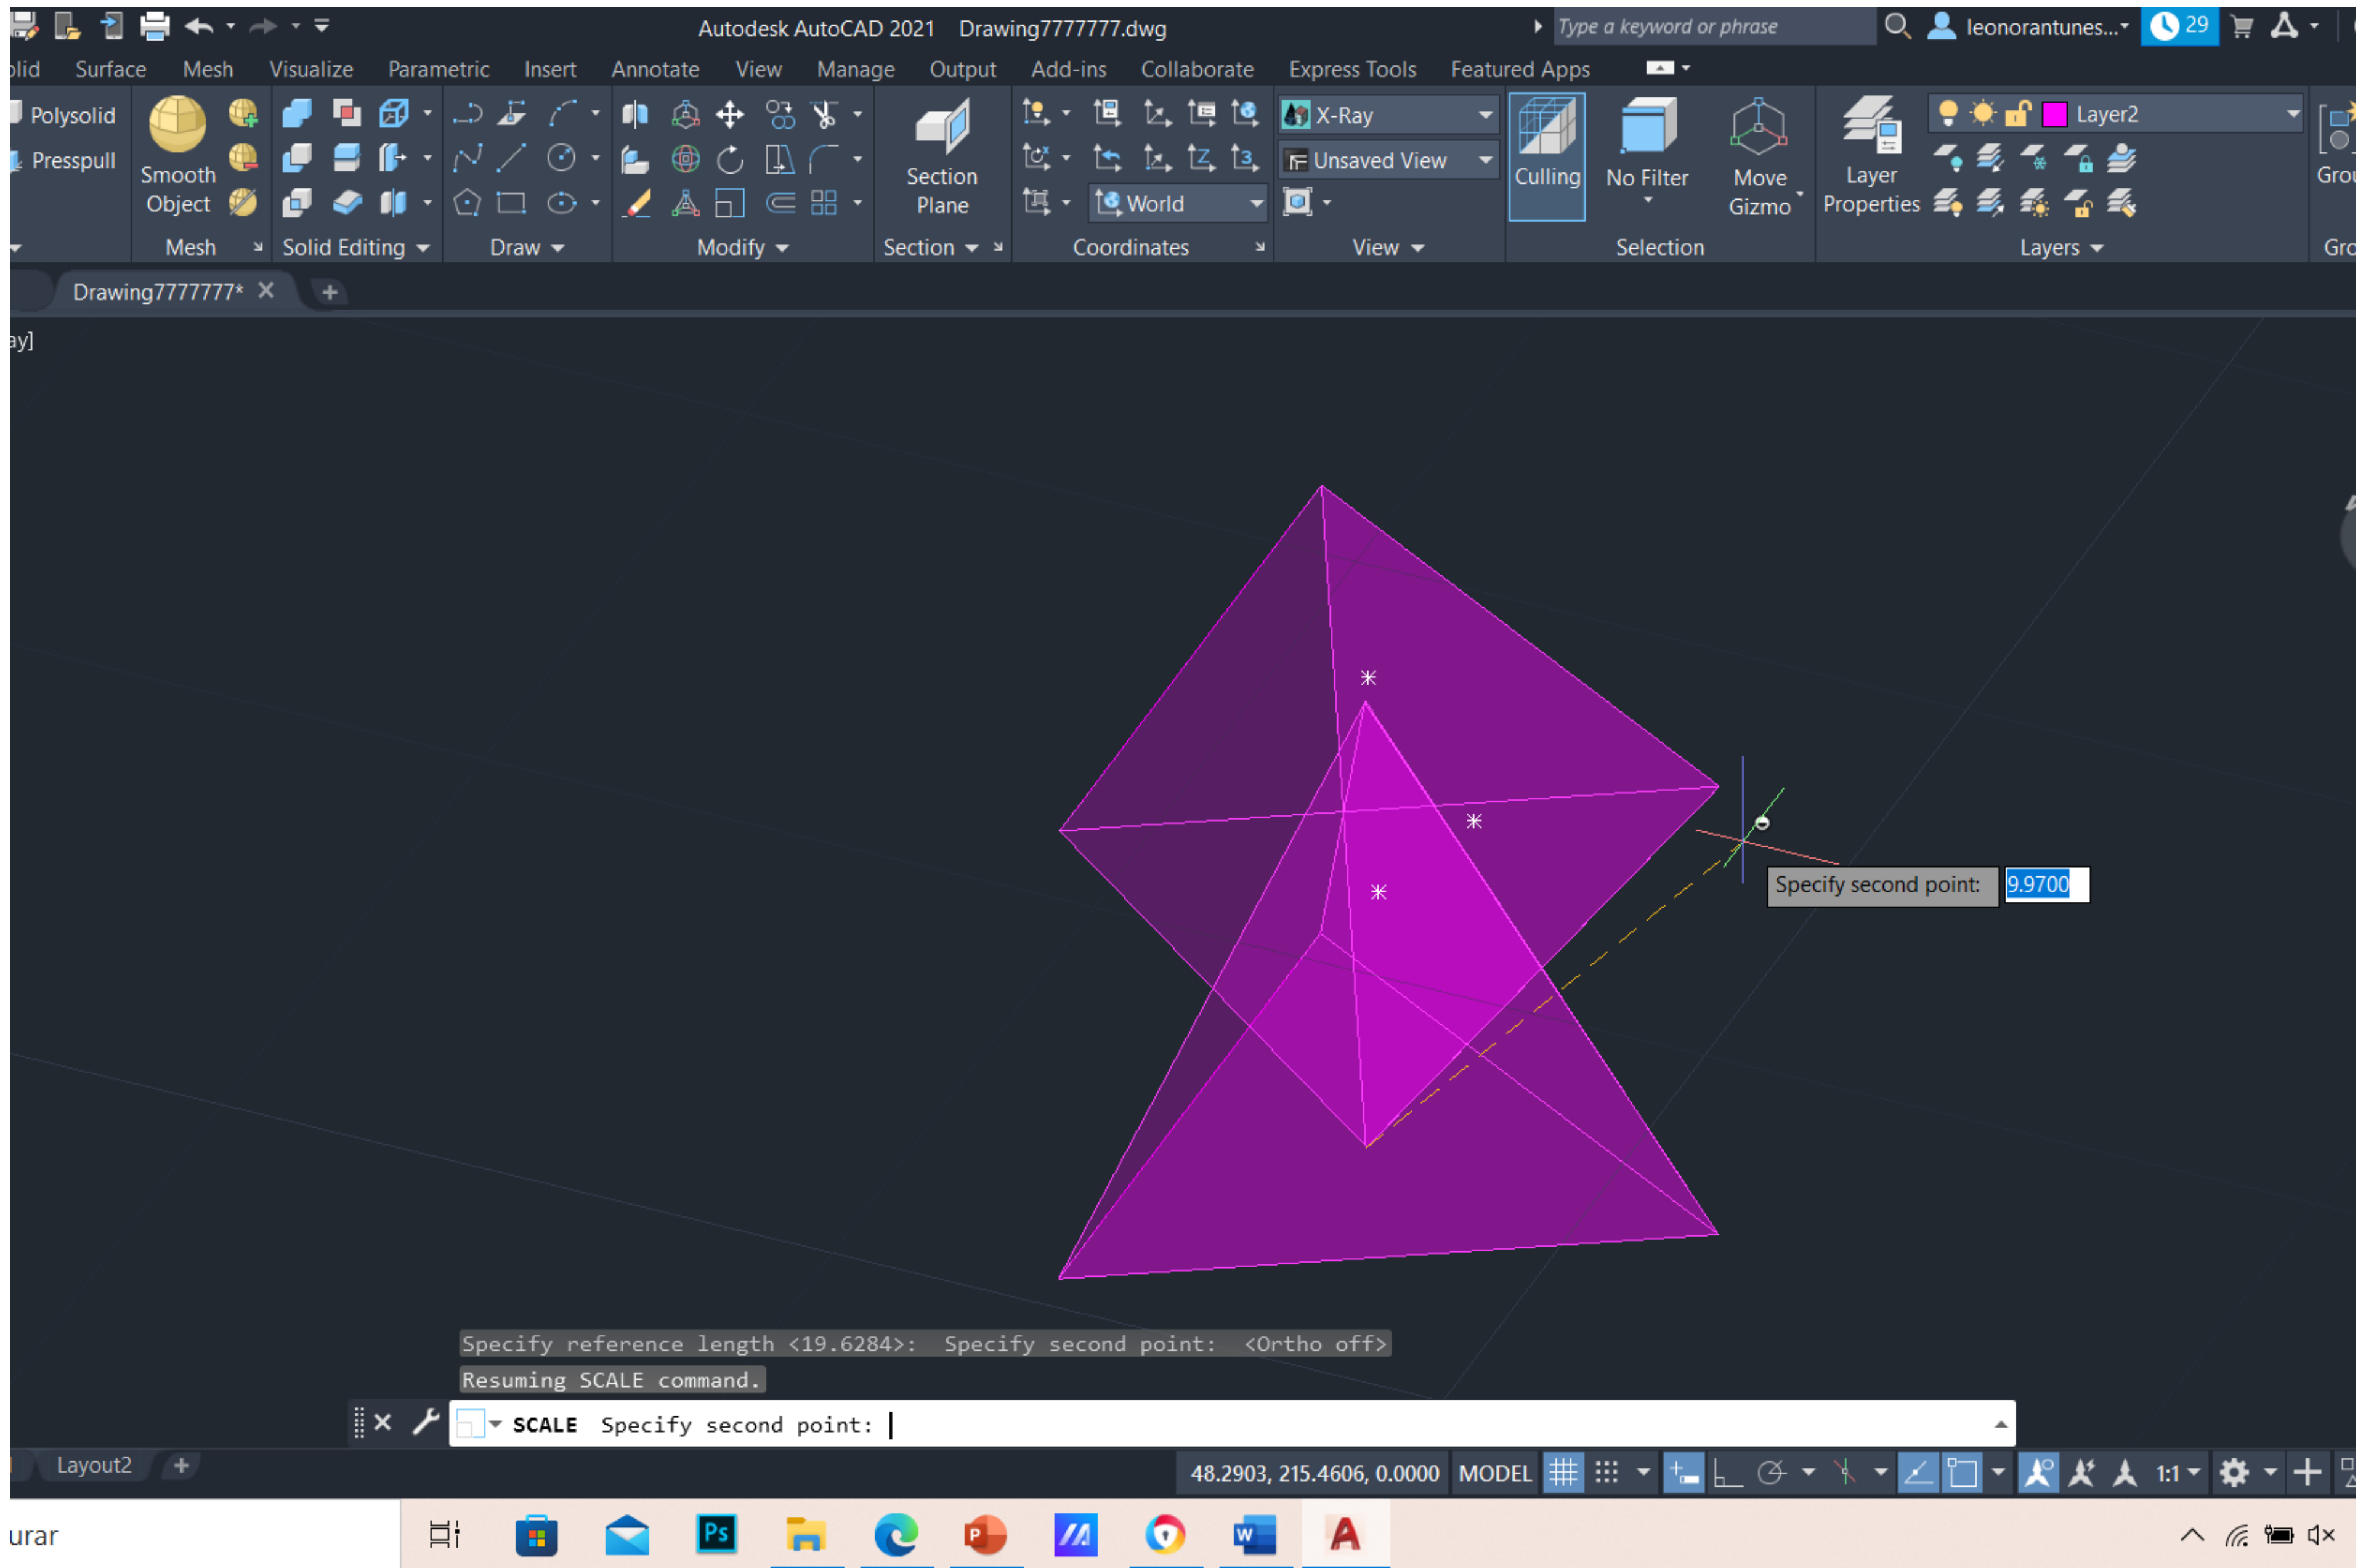 Autodesk AutoCAD 2021 Drawing7777777.dwg Type a keyword or phrase leonorantunes... 29
olid Surface Mesh Visualize Parametric Insert Annotate View Manage Output Add-ins Collaborate Express Tools Featured Apps
Polysolid
Presspull
Smooth
Object
Section
Plane
World
X-Ray
Unsaved View
Culling
No Filter
Move
Gizmo
Layer
Properties
Layer2
Grou
Mesh Solid Editing Draw Modify Section Coordinates View Selection Layers Gro
Drawing7777777*
ay]
Specify second point: 9.9700
Specify reference length <19.6284>: Specify second point: <Ortho off>
Resuming SCALE command.
SCALE Specify second point:
Layout2 48.2903, 215.4606, 0.0000 MODEL 1:1
urar
Ps
P
W
A